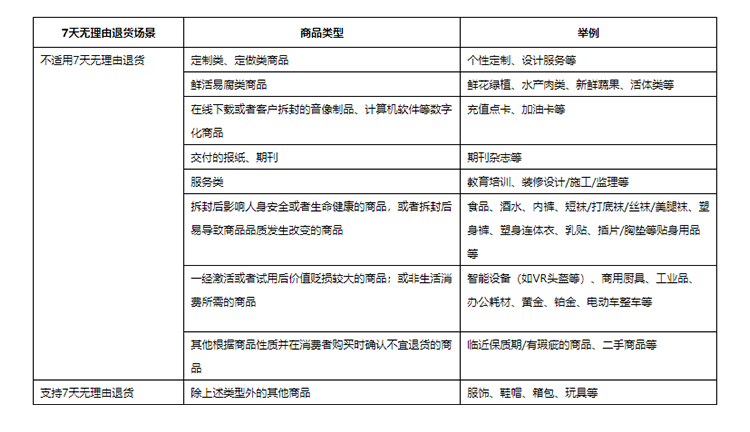 7天无理由退货场景 商品类型 举例
不适用7天无理由退货 定制类、定做类商品 个性定制、设计服务等
鲜活易腐类商品 鲜花绿植、水产肉类、新鲜蔬果、活体类等
在线下载或者客户拆封的音像制品、计算机软件等数字 充值点卡、加油卡等
化商品
交付的报纸、期刊 期刊杂志等
服务类 教育培训、装修设计/施工/监理等
拆封后影响人身安全或者生命健康的商品，或者拆封后 食品、酒水、内裤、短袜/打底袜/丝袜/美腿袜、塑
易导致商品品质发生改变的商品 身裤、塑身连体衣、乳贴、插片/胸垫等贴身用品
等
一经激活或者试用后价值贬损较大的商品；或非生活消 智能设备（如VR头盔等）、商用厨具、工业品、
费所需的商品 办公耗材、黄金、铂金、电动车整车等
其他根据商品性质并在消费者购买时确认不宜退货的商 临近保质期/有瑕疵的商品、二手商品等
品
支持7天无理由退货 除上述类型外的其他商品 服饰、鞋帽、箱包、玩具等